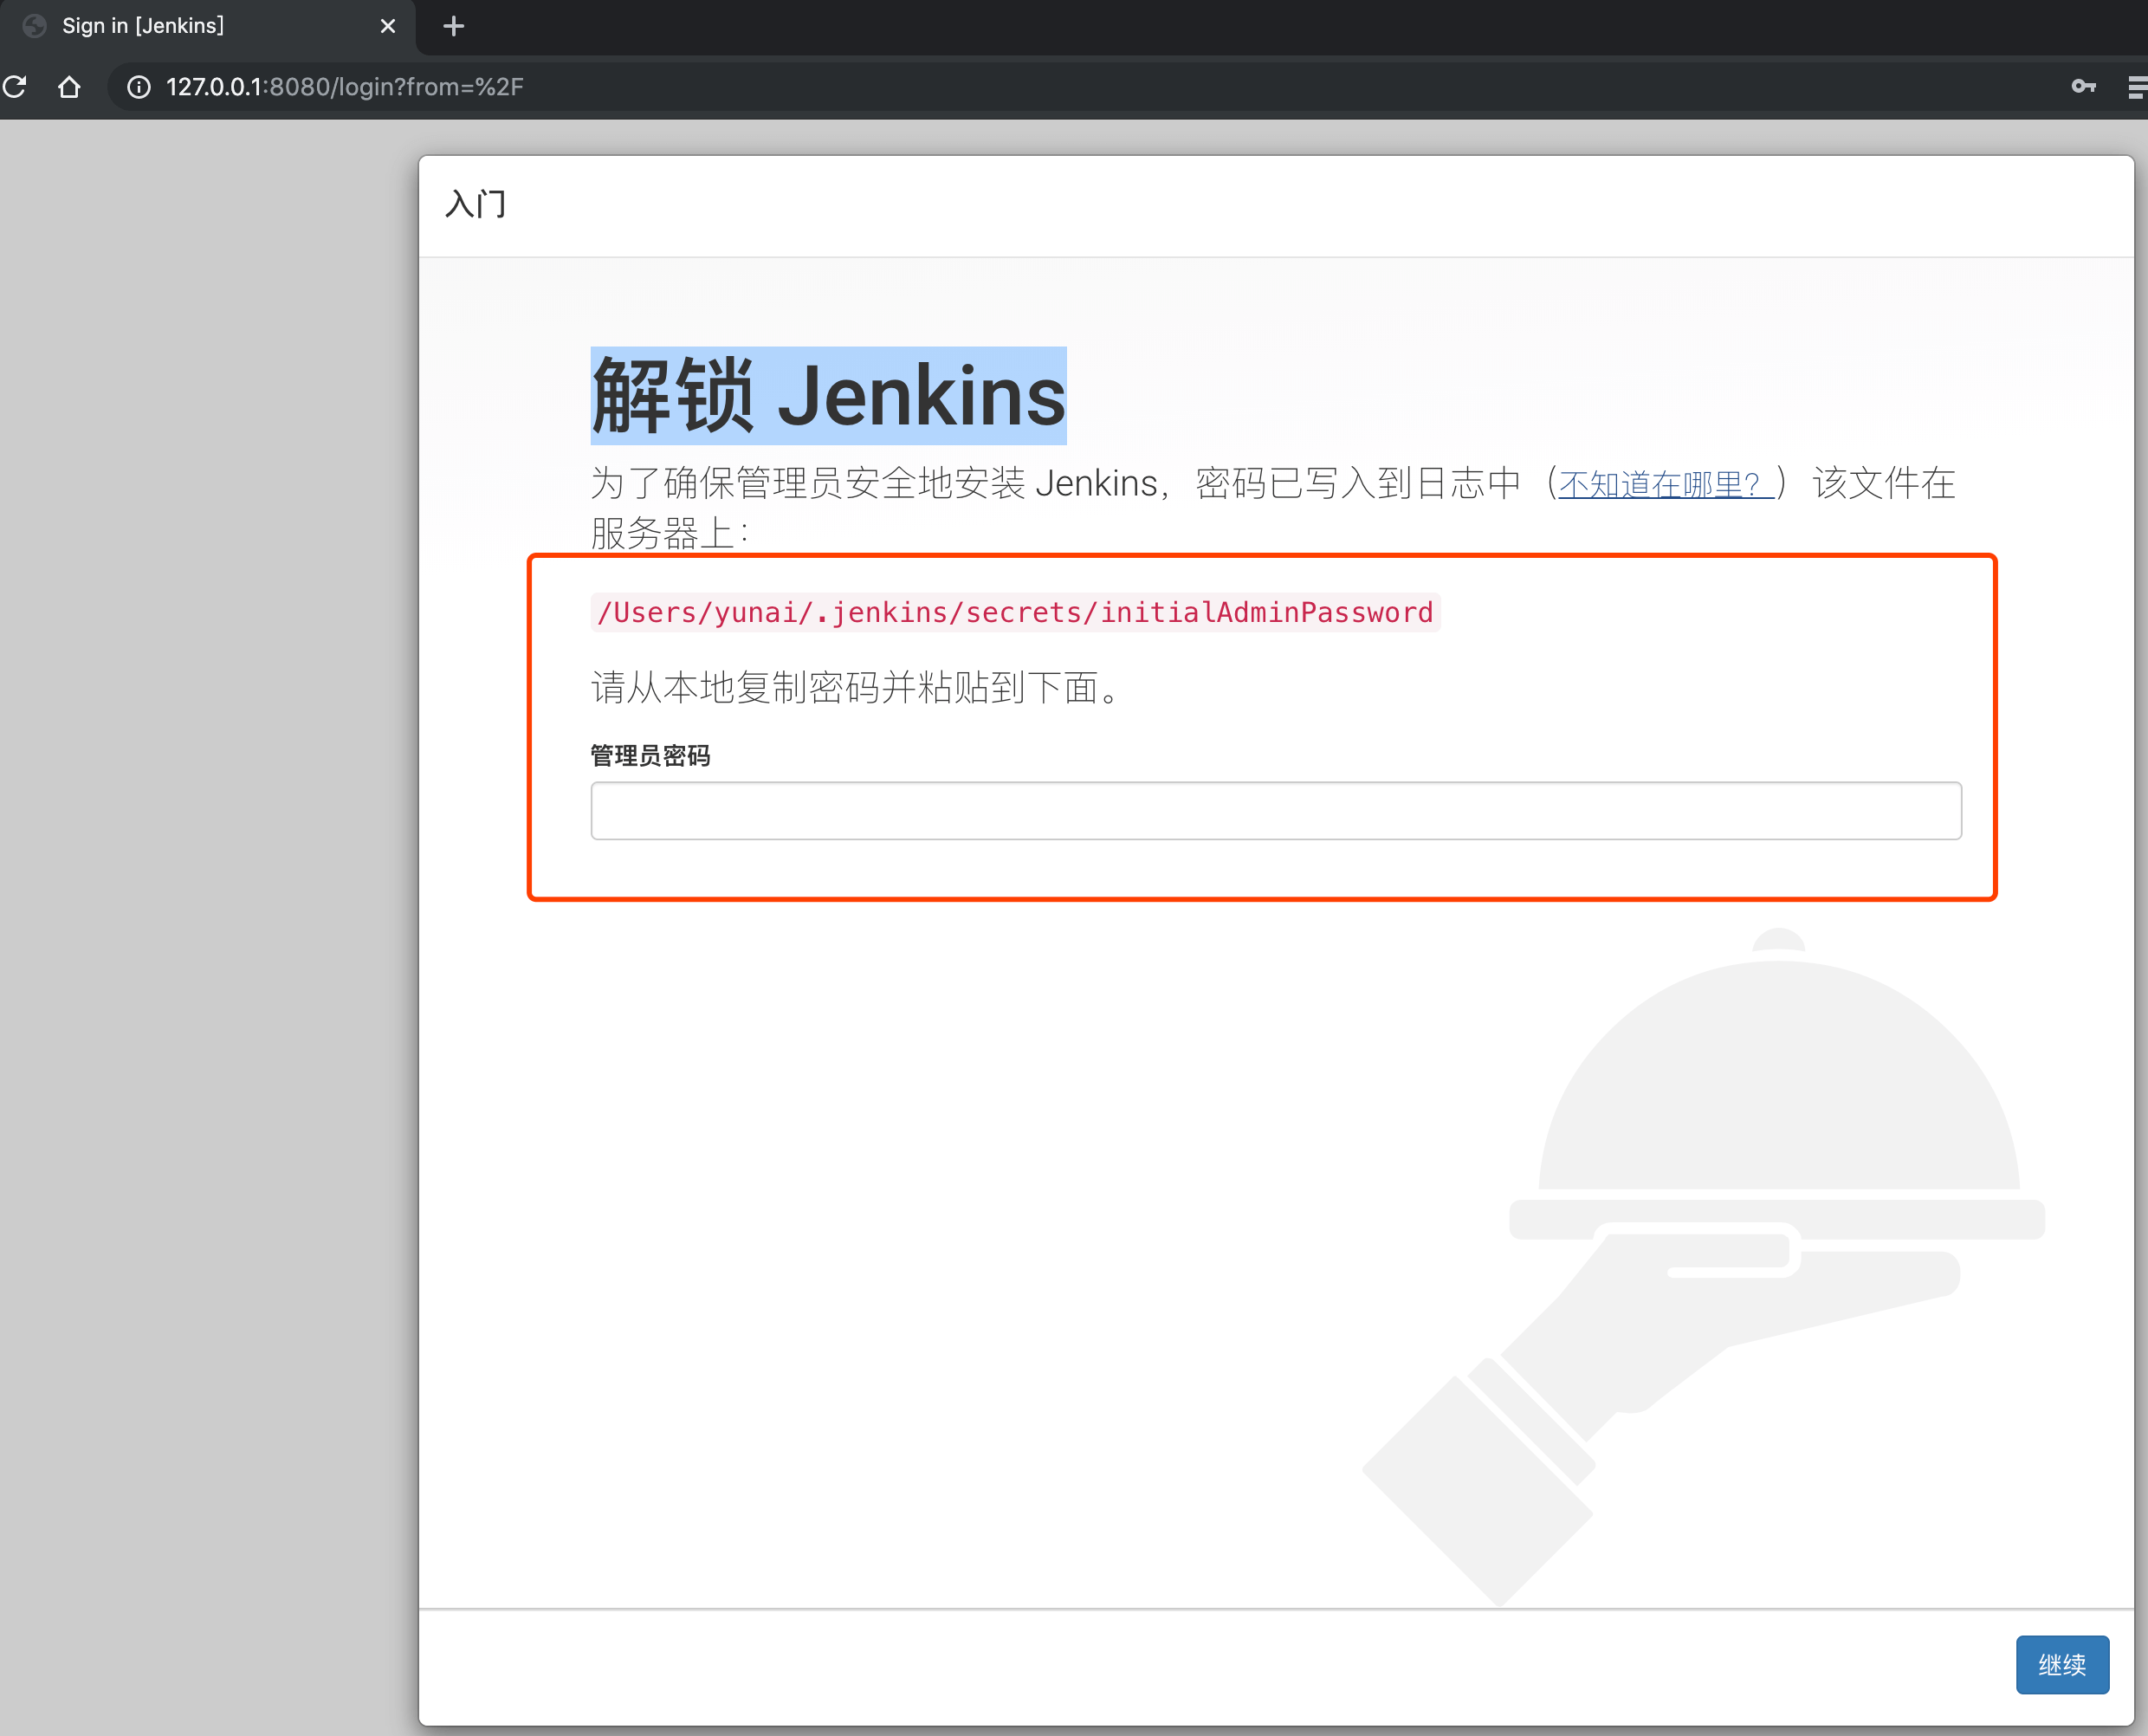 Sign in [Jenkins]
127.0.0.1:8080/login?from=%2F
入门
解锁 Jenkins
为了确保管理员安全地安装 Jenkins，密码已写入到日志中（不知道在哪里？）该文件在
服务器上：
/Users/yunai/.jenkins/secrets/initialAdminPassword
请从本地复制密码并粘贴到下面。
管理员密码
继续